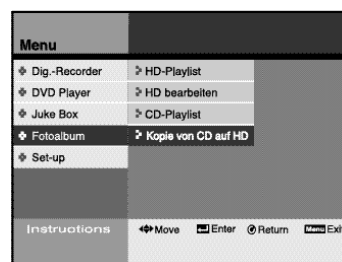 Menu
Dig.-Recorder
HD-Playlist
DVD Player
HD bearbeiten
Juke Box
CD-Playlist
Fotoalbum
Kopie von CD auf HD
Set-up
Instructions Move Enter Return Menu Exit